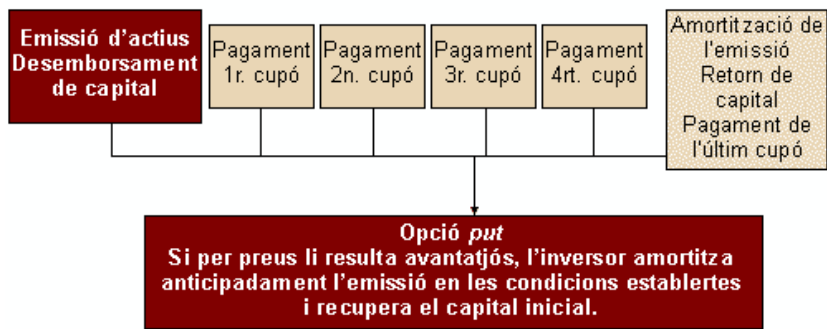 Emissió d'actius
Desemborsament
de capital
Pagament
1r. cupó
Pagament
2n. cupó
Pagament
3r. cupó
Pagament
4rt. cupó
Amortització de
l'emissió
Retorn de
capital
Pagament de
l'últim cupó
Opció put
Si per preus li resulta avantatjós, l'inversor amortitza
anticipadament l'emissió en les condicions establertes
i recupera el capital inicial.